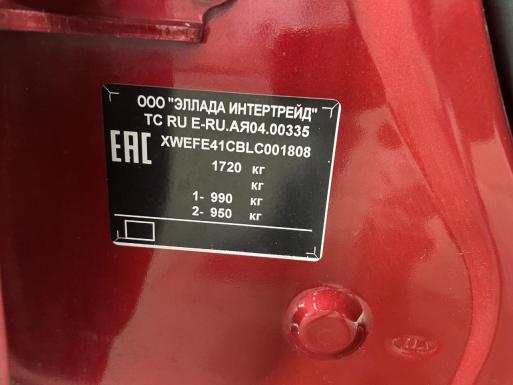 ООО "ЭЛЛАДА ИНТЕРТРЕЙД"
ТС RU E-RU.АЯ04.00335
EAC
XWEFE41CBLC001808
1720 кг
кг
1- 990 кг
2- 950 кг